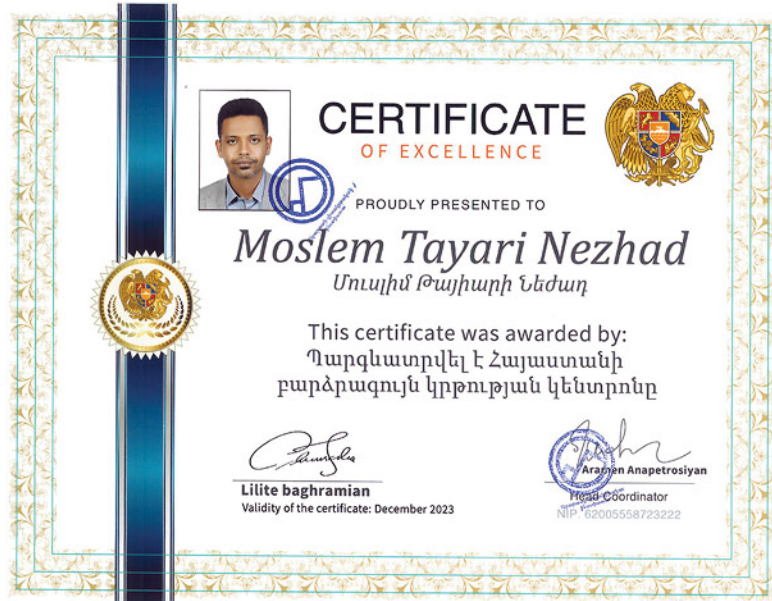 CERTIFICATE
OF EXCELLENCE
PROUDLY PRESENTED TO
Moslem Tayari Nezhad
Մուսլիմ Թայիարի Նեժադ
This certificate was awarded by:
Պարգևատրվել է Հայաստանի
բարձրագույն կրթության կենտրոնը
Lilite baghramian
Validity of the certificate: December 2023
Aramen Anapetrosiyan
Head Coordinator
NIP. 62005558723222